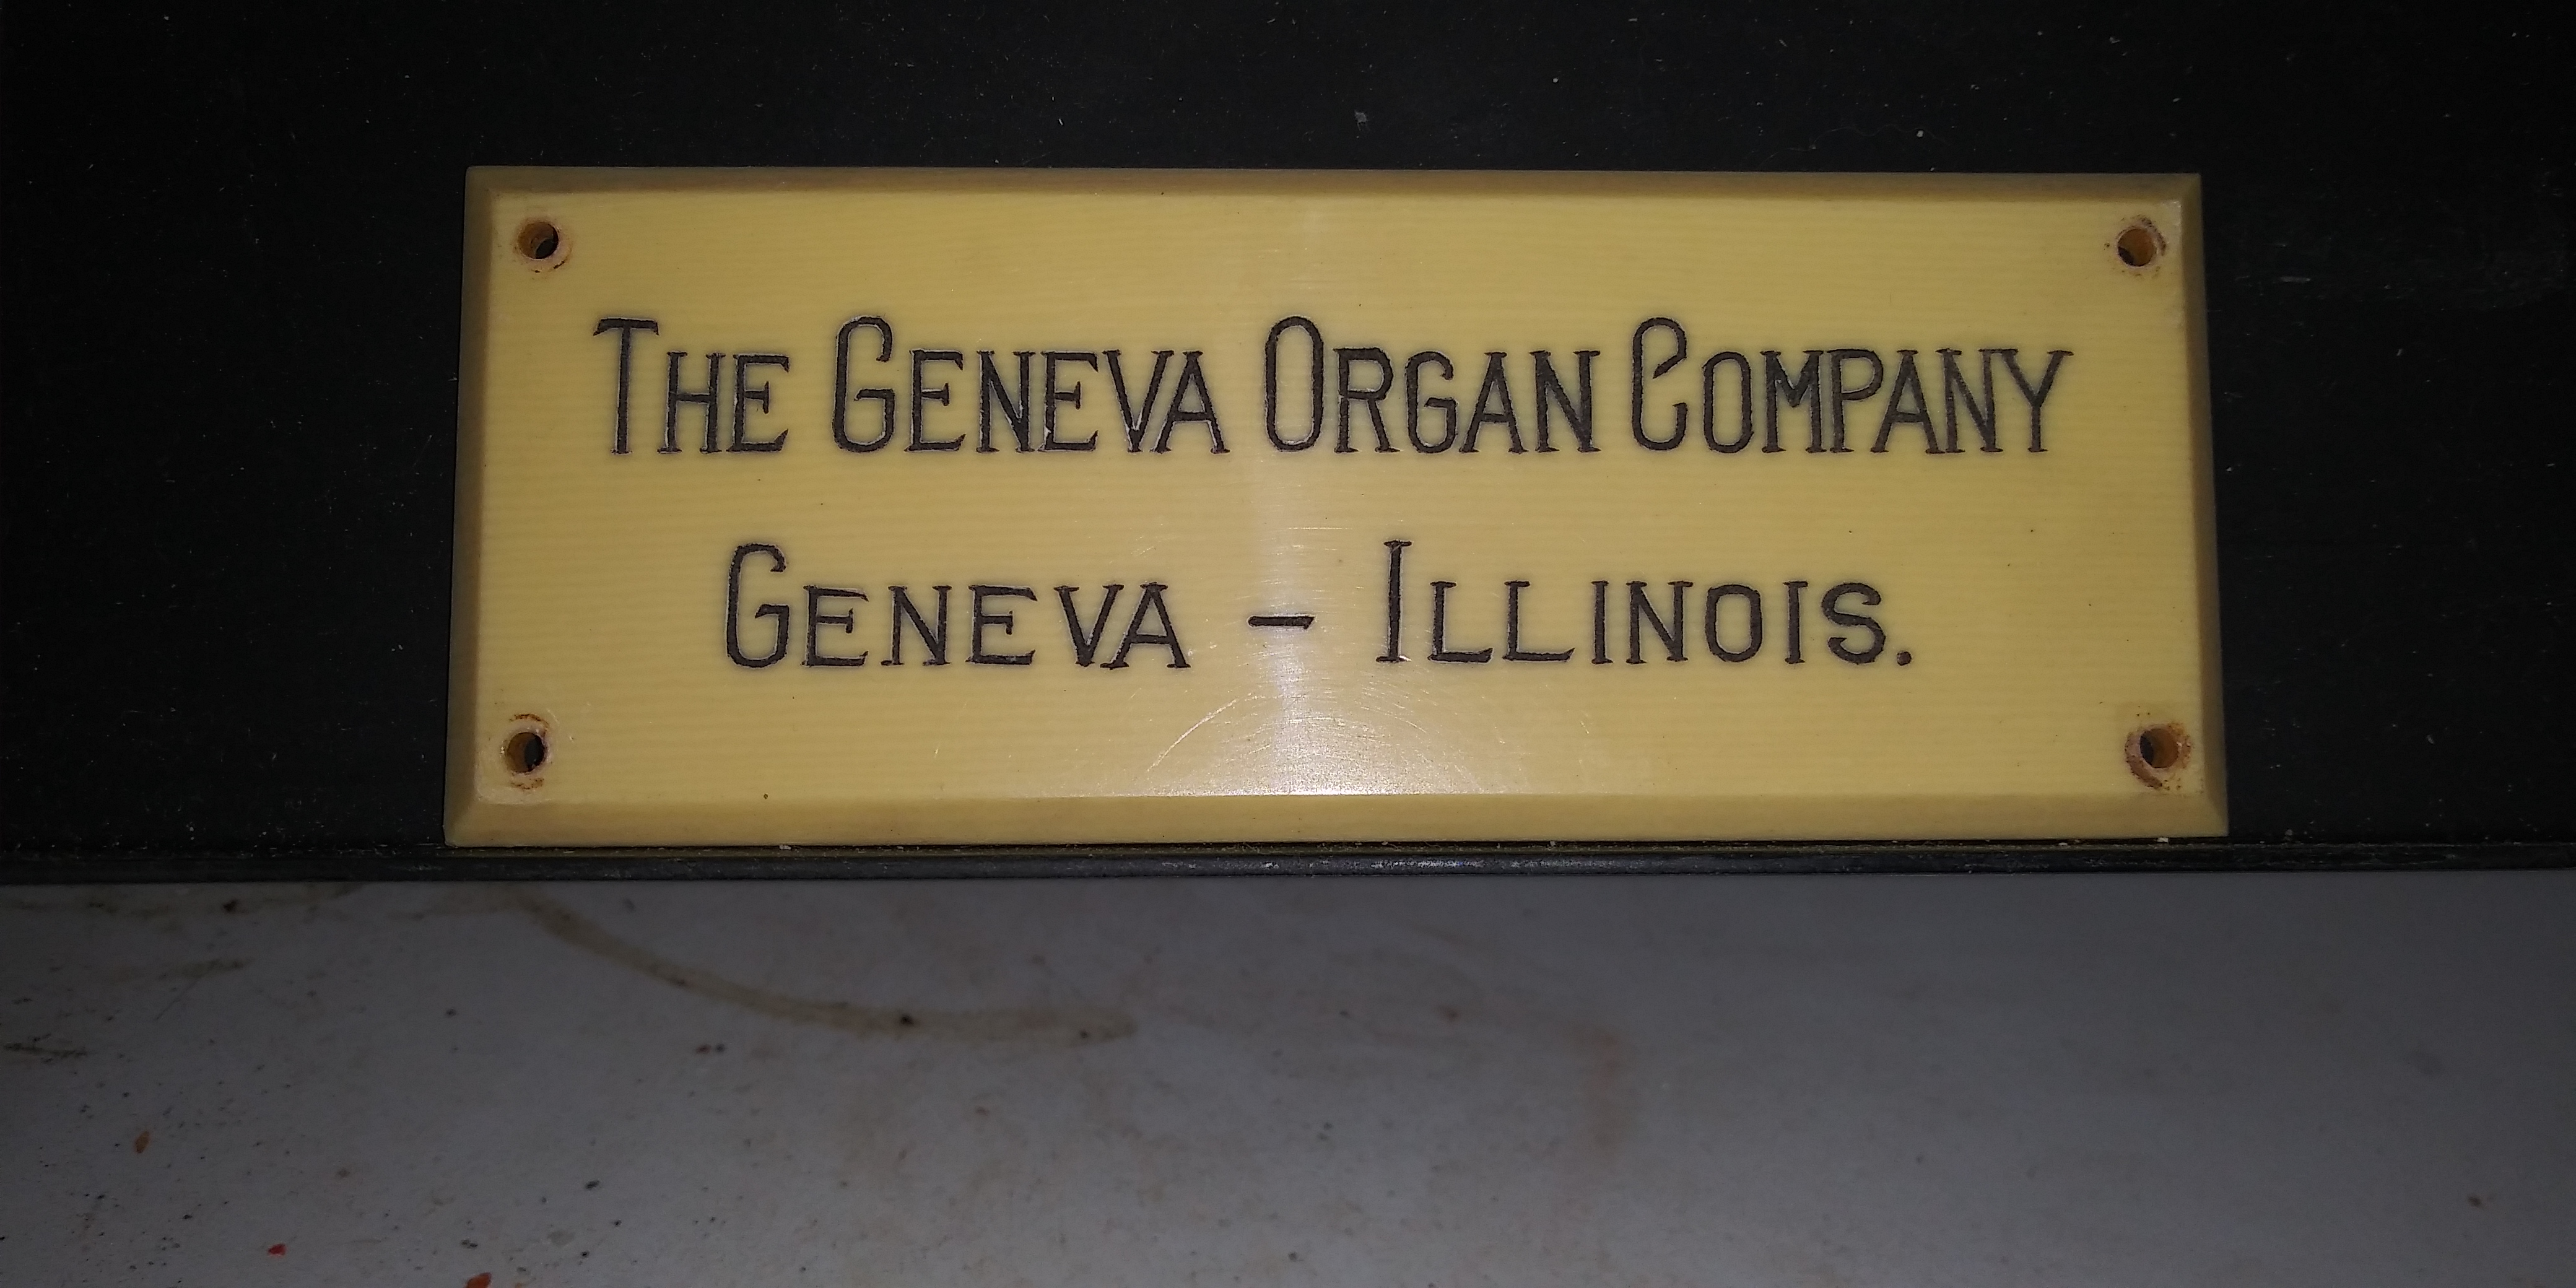 The Geneva Organ Company
Geneva – Illinois.